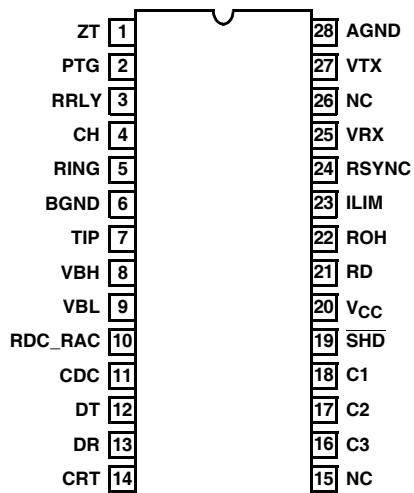 ZT 1 28 AGND
PTG 2 27 VTX
RRLY 3 26 NC
CH 4 25 VRX
RING 5 24 RSYNC
BGND 6 23 ILIM
TIP 7 22 ROH
VBH 8 21 RD
VBL 9 20 VCC
RDC_RAC 10 19 SHD
CDC 11 18 C1
DT 12 17 C2
DR 13 16 C3
CRT 14 15 NC